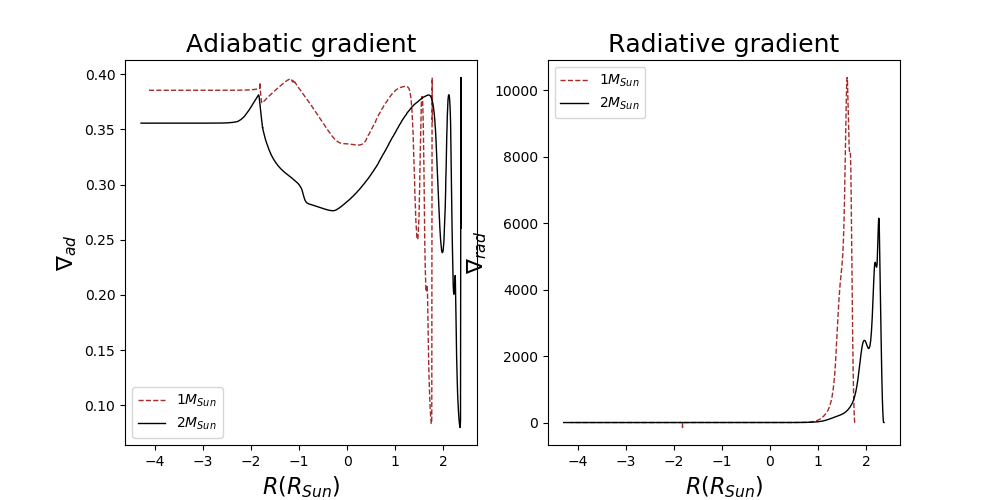 Adiabatic gradient
∇ad
0.40
0.35
0.30
0.25
0.20
0.15
0.10
1M_Sun
2M_Sun
−4 −3 −2 −1 0 1 2
R(R_Sun)
Radiative gradient
∇rad
10000
8000
6000
4000
2000
0
1M_Sun
2M_Sun
−4 −3 −2 −1 0 1 2
R(R_Sun)